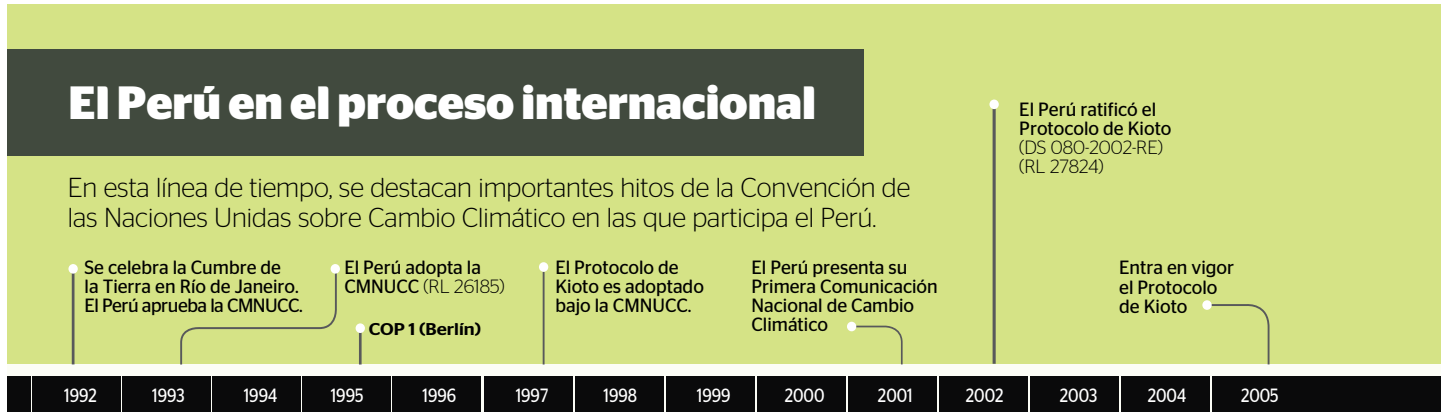 El Perú en el proceso internacional
En esta línea de tiempo, se destacan importantes hitos de la Convención de
las Naciones Unidas sobre Cambio Climático en las que participa el Perú.
Se celebra la Cumbre de
la Tierra en Río de Janeiro.
El Perú aprueba la CMNUCC.
El Perú adopta la
CMNUCC (RL 26185)
COP 1 (Berlín)
El Protocolo de
Kioto es adoptado
bajo la CMNUCC.
El Perú presenta su
Primera Comunicación
Nacional de Cambio
Climático
El Perú ratificó el
Protocolo de Kioto
(DS 080-2002-RE)
(RL 27824)
Entra en vigor
el Protocolo
de Kioto
1992 1993 1994 1995 1996 1997 1998 1999 2000 2001 2002 2003 2004 2005